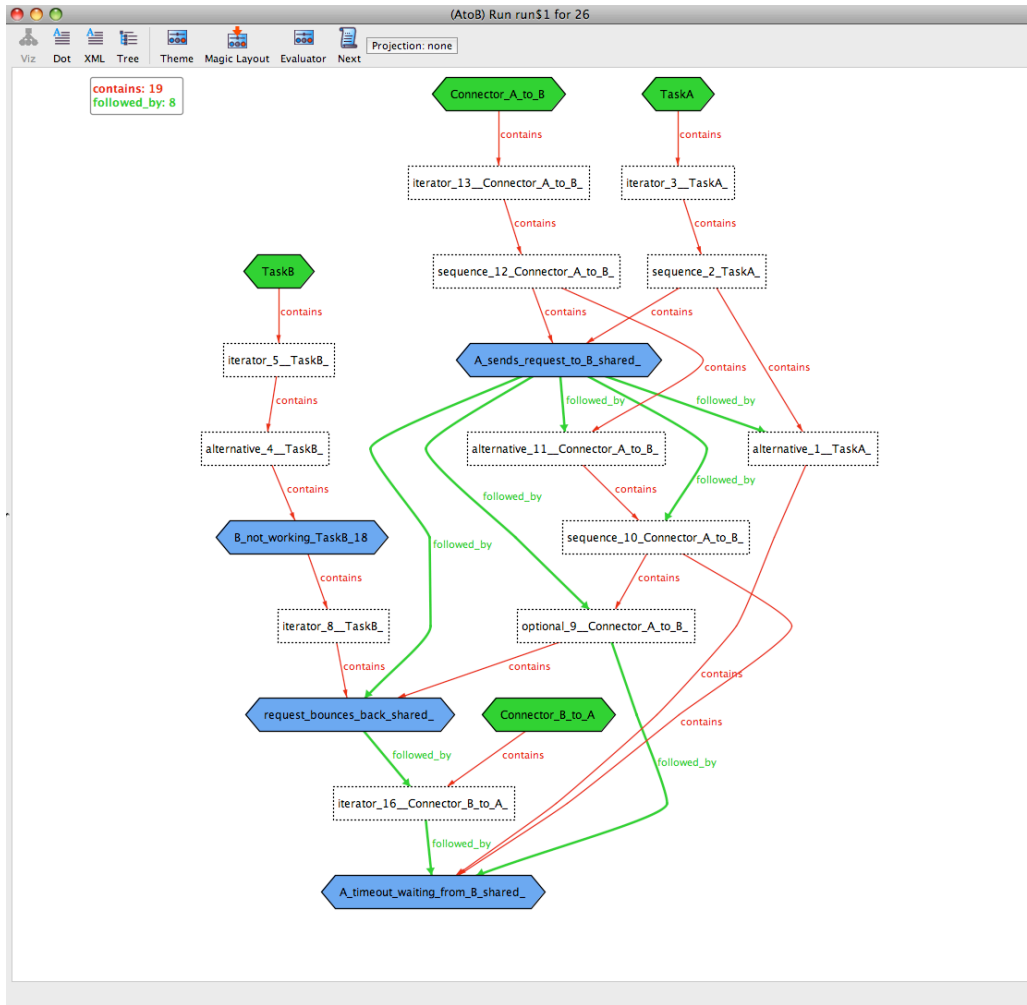 (AtoB) Run run$1 for 26
Viz Dot XML Tree Theme Magic Layout Evaluator Next Projection: none
contains: 19
followed_by: 8
Connector_A_to_B
TaskA
contains
contains
iterator_13__Connector_A_to_B_
iterator_3__TaskA_
contains
contains
TaskB
sequence_12_Connector_A_to_B_
sequence_2_TaskA_
contains
contains
contains
iterator_5__TaskB_
A_sends_request_to_B_shared_
contains
contains
contains
followed_by
followed_by
alternative_4__TaskB_
alternative_11__Connector_A_to_B_
alternative_1__TaskA_
contains
followed_by
contains
followed_by
B_not_working_TaskB_18
followed_by
sequence_10_Connector_A_to_B_
contains
contains
iterator_8__TaskB_
optional_9__Connector_A_to_B_
contains
contains
contains
request_bounces_back_shared_
Connector_B_to_A
contains
followed_by
contains
followed_by
iterator_16__Connector_B_to_A_
followed_by
A_timeout_waiting_from_B_shared_